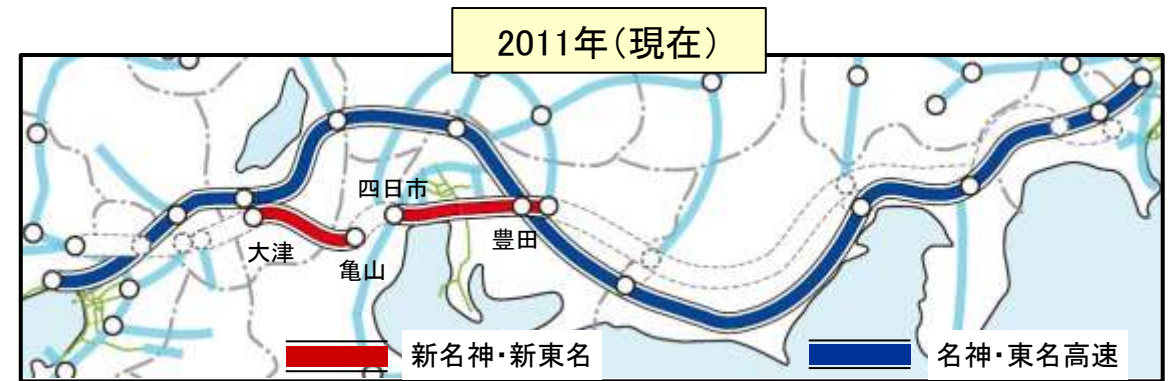 2011年(現在)
四日市
大津
亀山
豊田
新名神・新東名
名神・東名高速